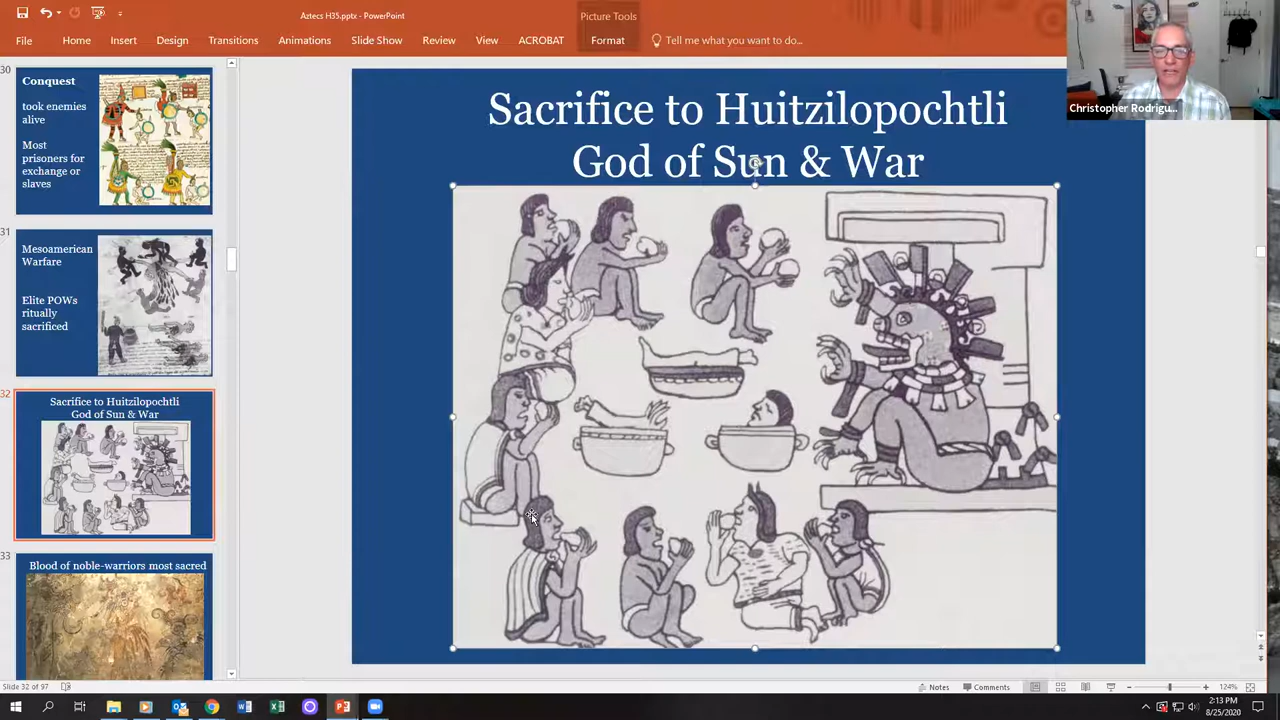 Aztecs H35.pptx - PowerPoint
Picture Tools
File Home Insert Design Transitions Animations Slide Show Review View ACROBAT Format Tell me what you want to do...
Christopher Rodrigu...
30
Conquest
took enemies
alive
Most
prisoners for
exchange or
slaves
31
Mesoamerican
Warfare
Elite POWs
ritually
sacrificed
32
Sacrifice to Huitzilopochtli
God of Sun & War
33
Blood of noble-warriors most sacred
Sacrifice to Huitzilopochtli
God of Sun & War
Slide 32 of 97
Notes
Comments
124%
2:13 PM
8/25/2020